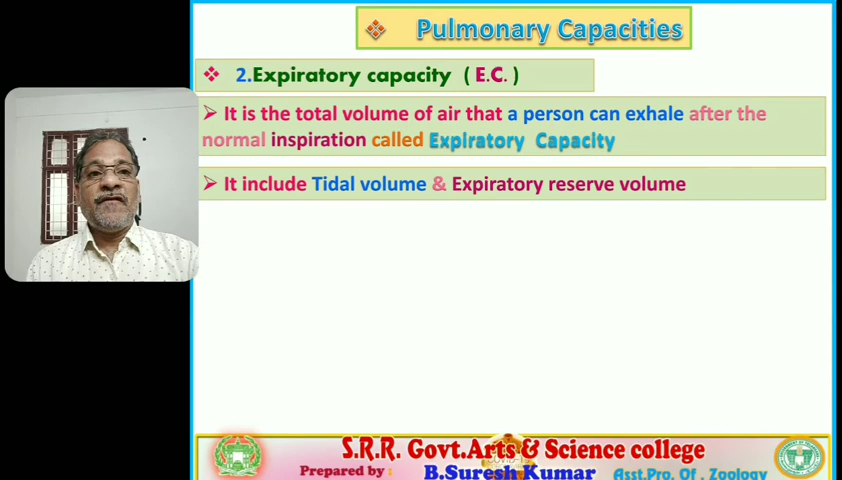 Pulmonary Capacities
2.Expiratory capacity ( E.C. )
It is the total volume of air that a person can exhale after the
normal inspiration called Expiratory Capacity
It include Tidal volume & Expiratory reserve volume
S.R.R. Govt.Arts & Science college
Prepared by : B.Suresh Kumar Asst.Pro. Of . Zoology